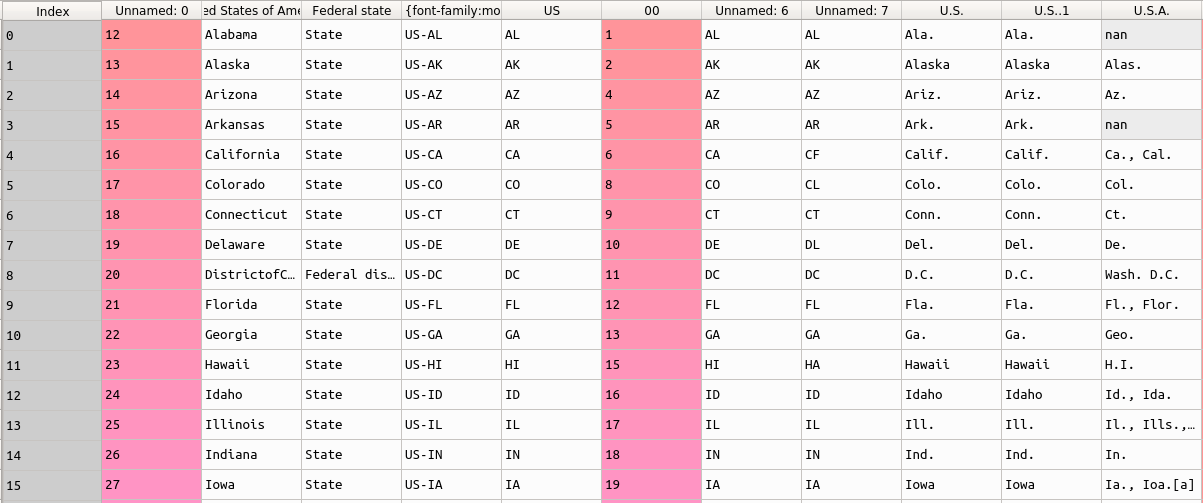 Index Unnamed: 0 ed States of Ame Federal state {font-family:mo US 00 Unnamed: 6 Unnamed: 7 U.S. U.S..1 U.S.A.
0 12 Alabama State US-AL AL 1 AL AL Ala. Ala. nan
1 13 Alaska State US-AK AK 2 AK AK Alaska Alaska Alas.
2 14 Arizona State US-AZ AZ 4 AZ AZ Ariz. Ariz. Az.
3 15 Arkansas State US-AR AR 5 AR AR Ark. Ark. nan
4 16 California State US-CA CA 6 CA CF Calif. Calif. Ca., Cal.
5 17 Colorado State US-CO CO 8 CO CL Colo. Colo. Col.
6 18 Connecticut State US-CT CT 9 CT CT Conn. Conn. Ct.
7 19 Delaware State US-DE DE 10 DE DL Del. Del. De.
8 20 DistrictofC… Federal dis… US-DC DC 11 DC DC D.C. D.C. Wash. D.C.
9 21 Florida State US-FL FL 12 FL FL Fla. Fla. Fl., Flor.
10 22 Georgia State US-GA GA 13 GA GA Ga. Ga. Geo.
11 23 Hawaii State US-HI HI 15 HI HA Hawaii Hawaii H.I.
12 24 Idaho State US-ID ID 16 ID ID Idaho Idaho Id., Ida.
13 25 Illinois State US-IL IL 17 IL IL Ill. Ill. Il., Ills.,…
14 26 Indiana State US-IN IN 18 IN IN Ind. Ind. In.
15 27 Iowa State US-IA IA 19 IA IA Iowa Iowa Ia., Ioa.[a]